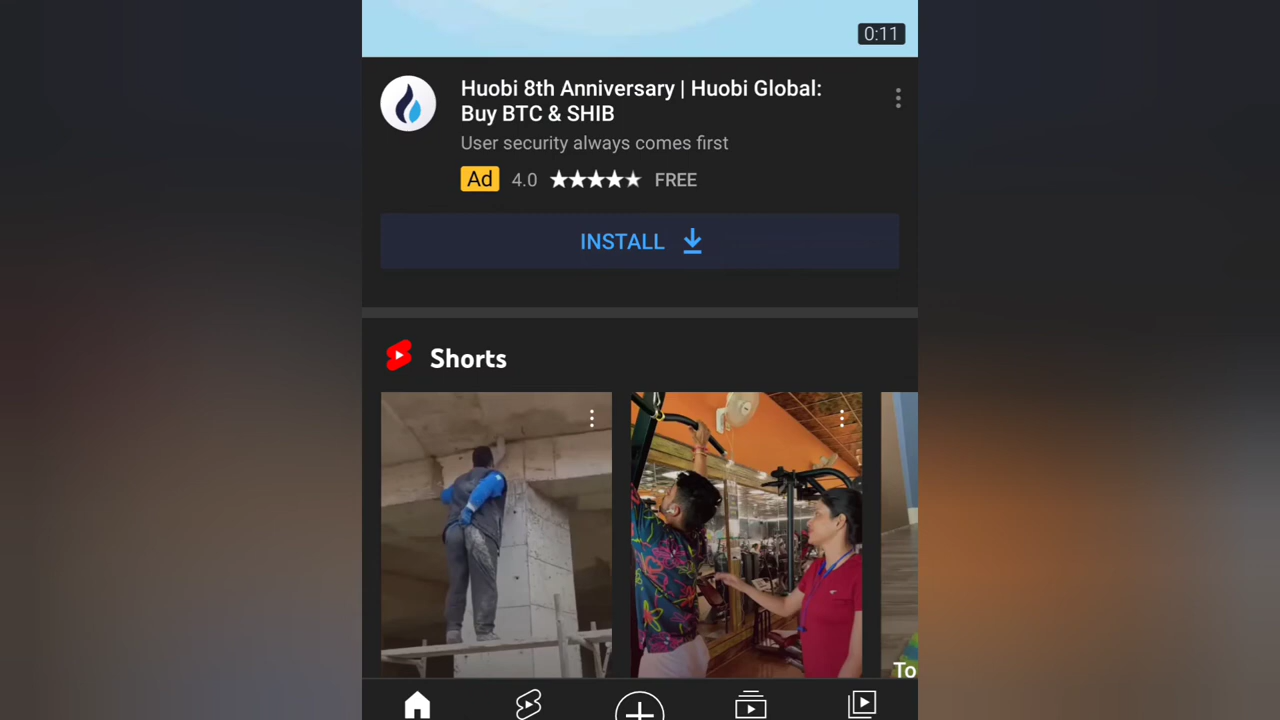 0:11
Huobi 8th Anniversary | Huobi Global:
Buy BTC & SHIB
User security always comes first
Ad 4.0 ★★★★★ FREE
INSTALL
Shorts
To